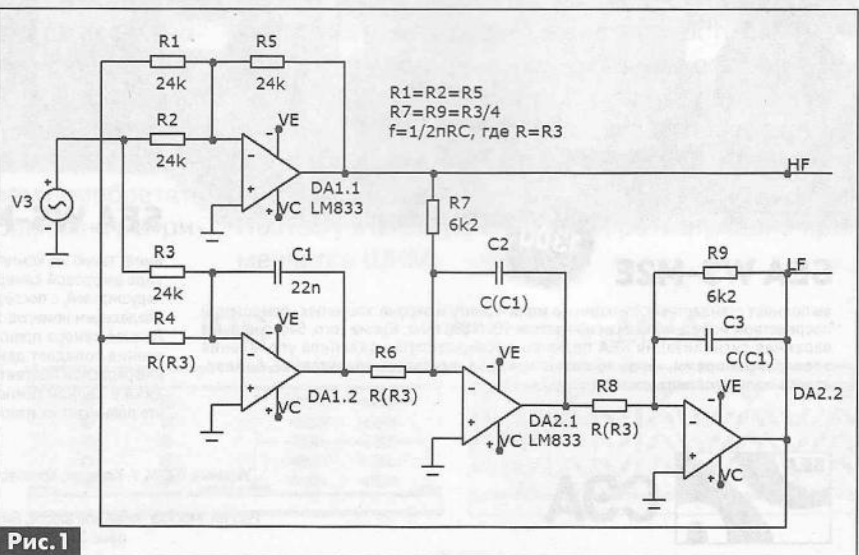 R1
24k
R5
24k
R1=R2=R5
R7=R9=R3/4
f=1/2πRC, где R=R3
R2
24k
VE
HF
V3
DA1.1
LM833
VC
R7
6k2
R3
24k
C1
22n
C2
C(C1)
R9
6k2
LF
R4
R(R3)
VE
C3
C(C1)
R6
R(R3)
VE
VE
DA1.2
VC
R8
R(R3)
DA2.2
DA2.1
VC LM833
VC
Рис.1